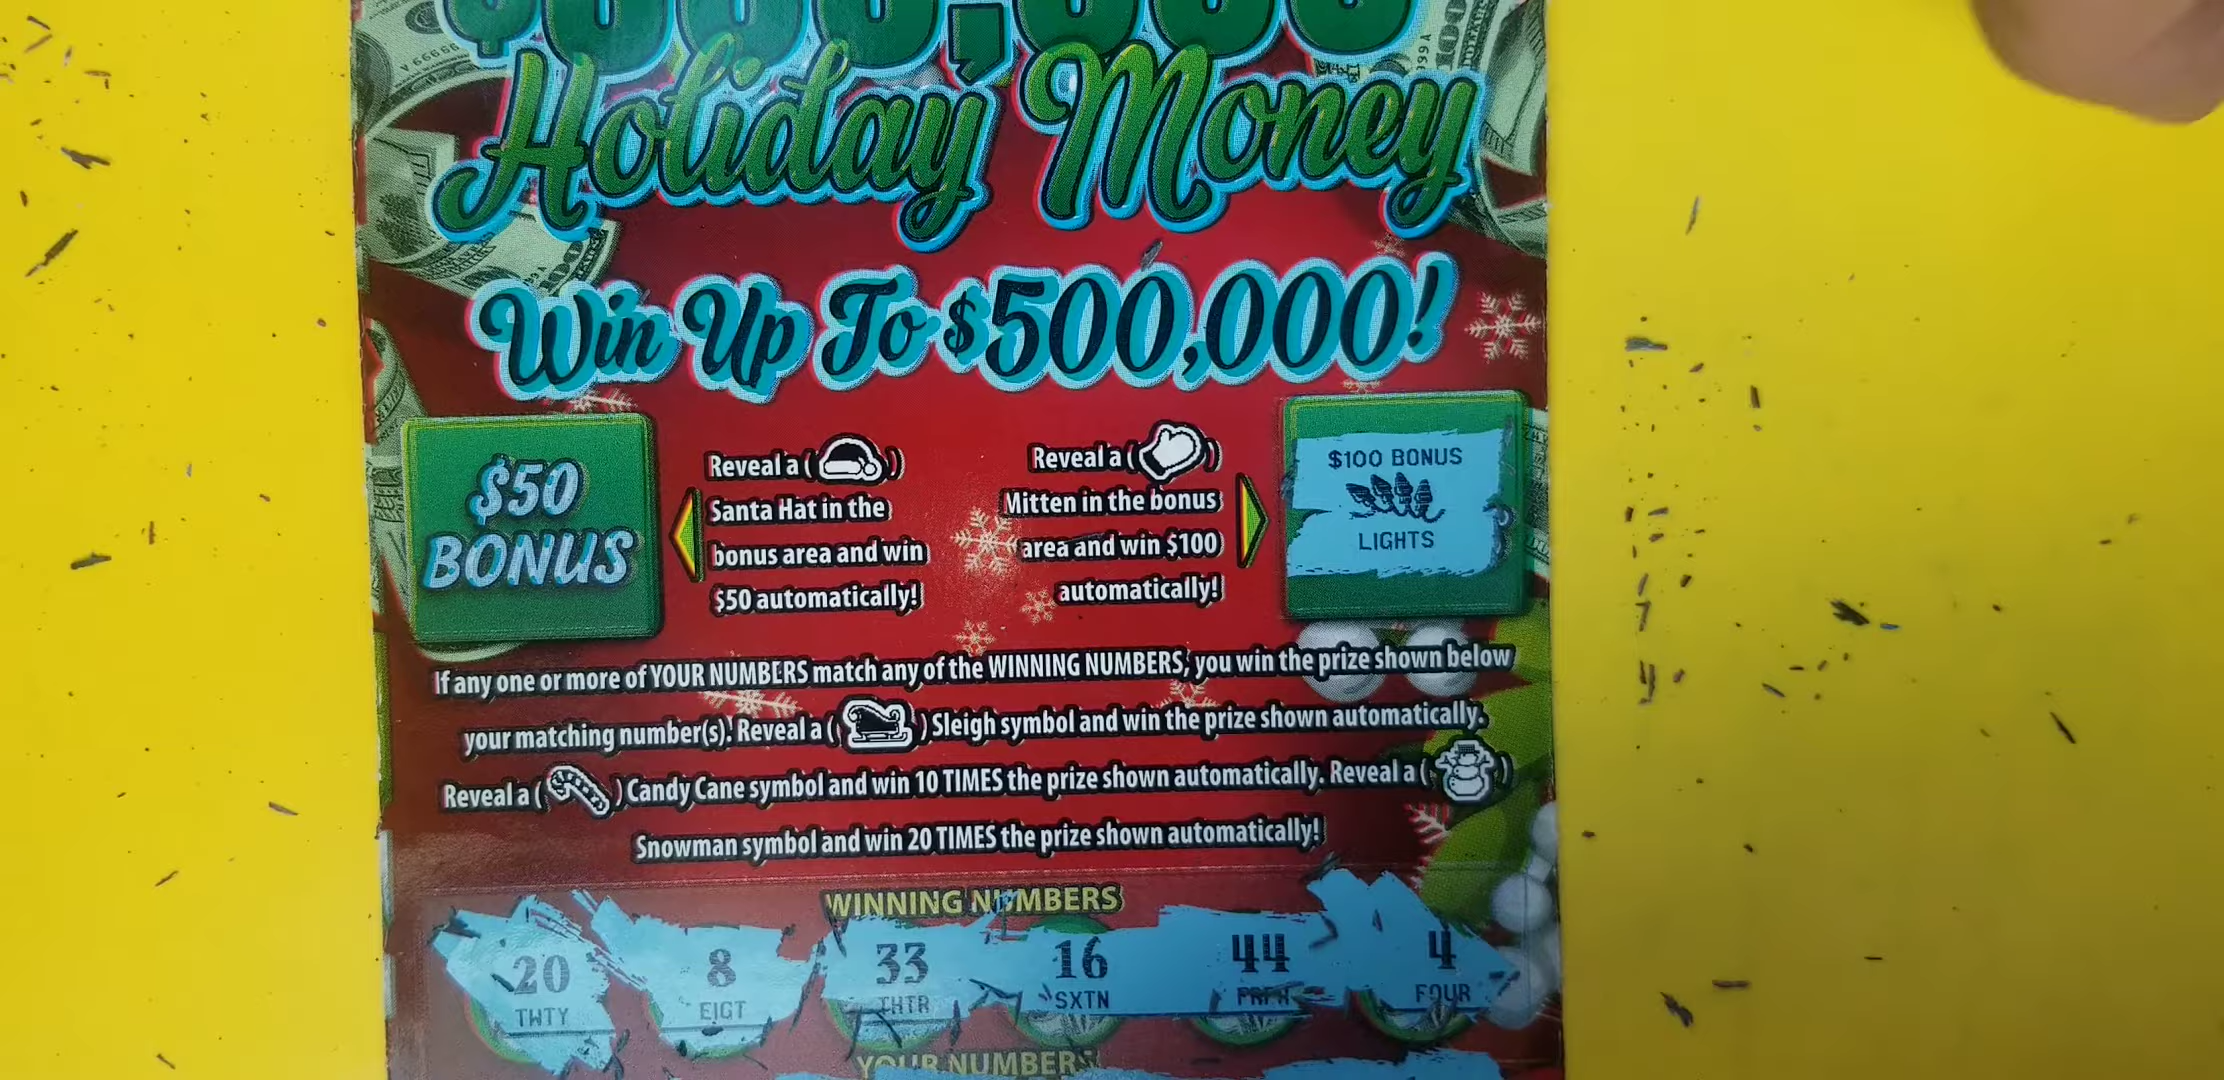 Holiday Money
Win Up To $500,000!
$50
BONUS
Reveal a ( )
Santa Hat in the
bonus area and win
$50 automatically!
Reveal a ( )
Mitten in the bonus
area and win $100
automatically!
$100 BONUS
LIGHTS
If any one or more of YOUR NUMBERS match any of the WINNING NUMBERS, you win the prize shown below
your matching number(s). Reveal a ( ) Sleigh symbol and win the prize shown automatically.
Reveal a ( ) Candy Cane symbol and win 10 TIMES the prize shown automatically. Reveal a ( )
Snowman symbol and win 20 TIMES the prize shown automatically!
WINNING NUMBERS
20 8 33 16 44 4
TWTY EIGT THTR SXTN FRFR FOUR
YOUR NUMBERS